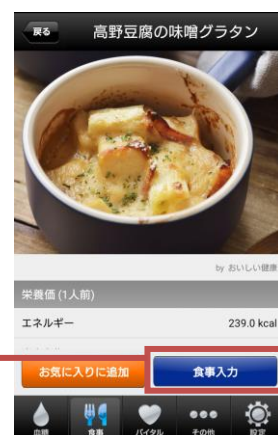 戻る 高野豆腐の味噌グラタン
by おいしい健康
栄養価 (1人前)
エネルギー 239.0 kcal
お気に入りに追加 食事入力
血糖 食事 バイタル その他 設定